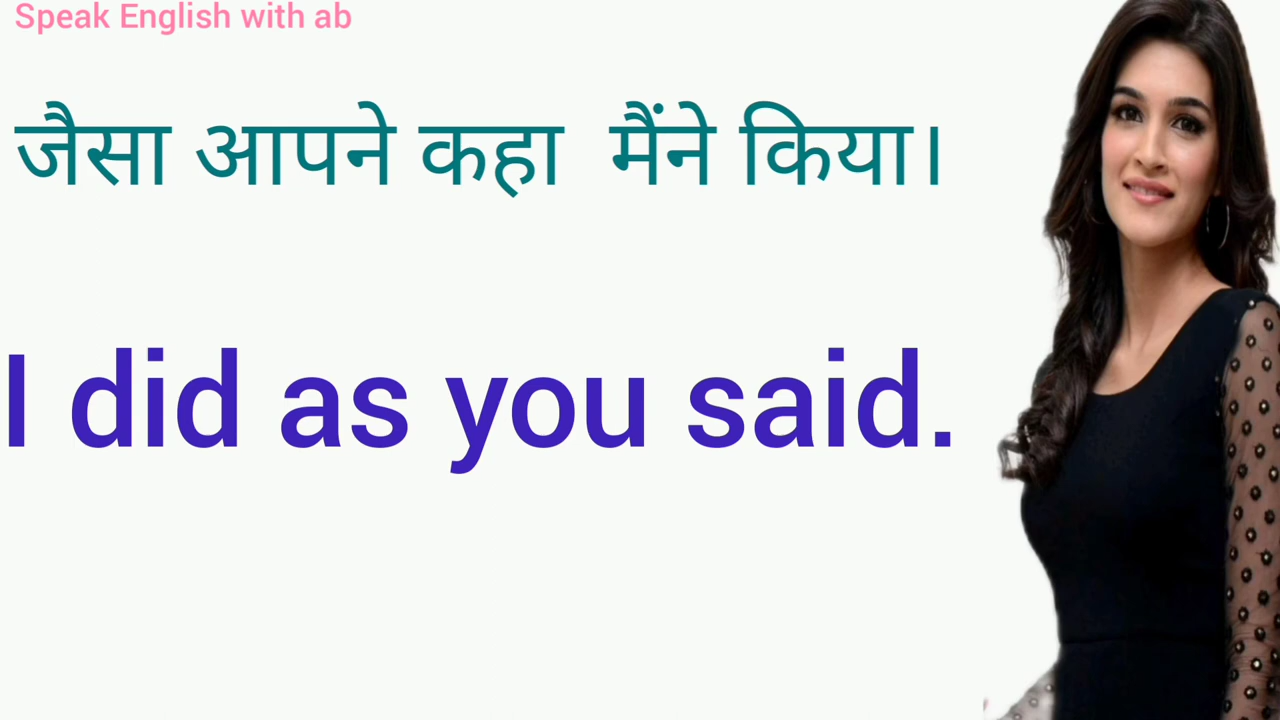 Speak English with ab
जैसा आपने कहा मैंने किया।
I did as you said.